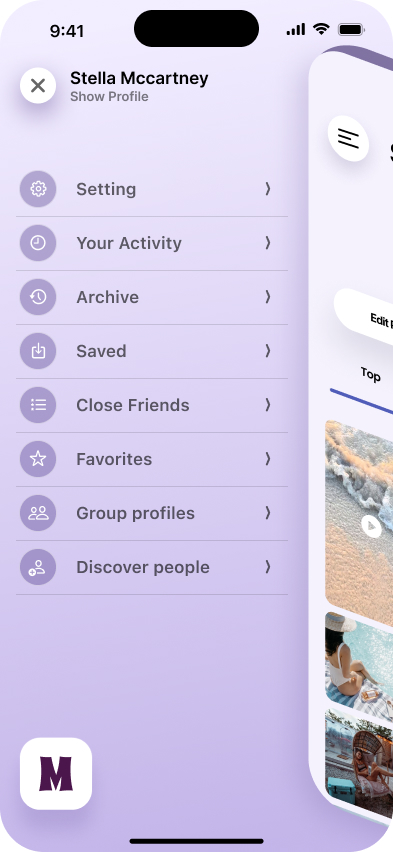 9:41
Stella Mccartney
Show Profile
Setting
Your Activity
Archive
Saved
Close Friends
Favorites
Group profiles
Discover people
M
Edit
Top